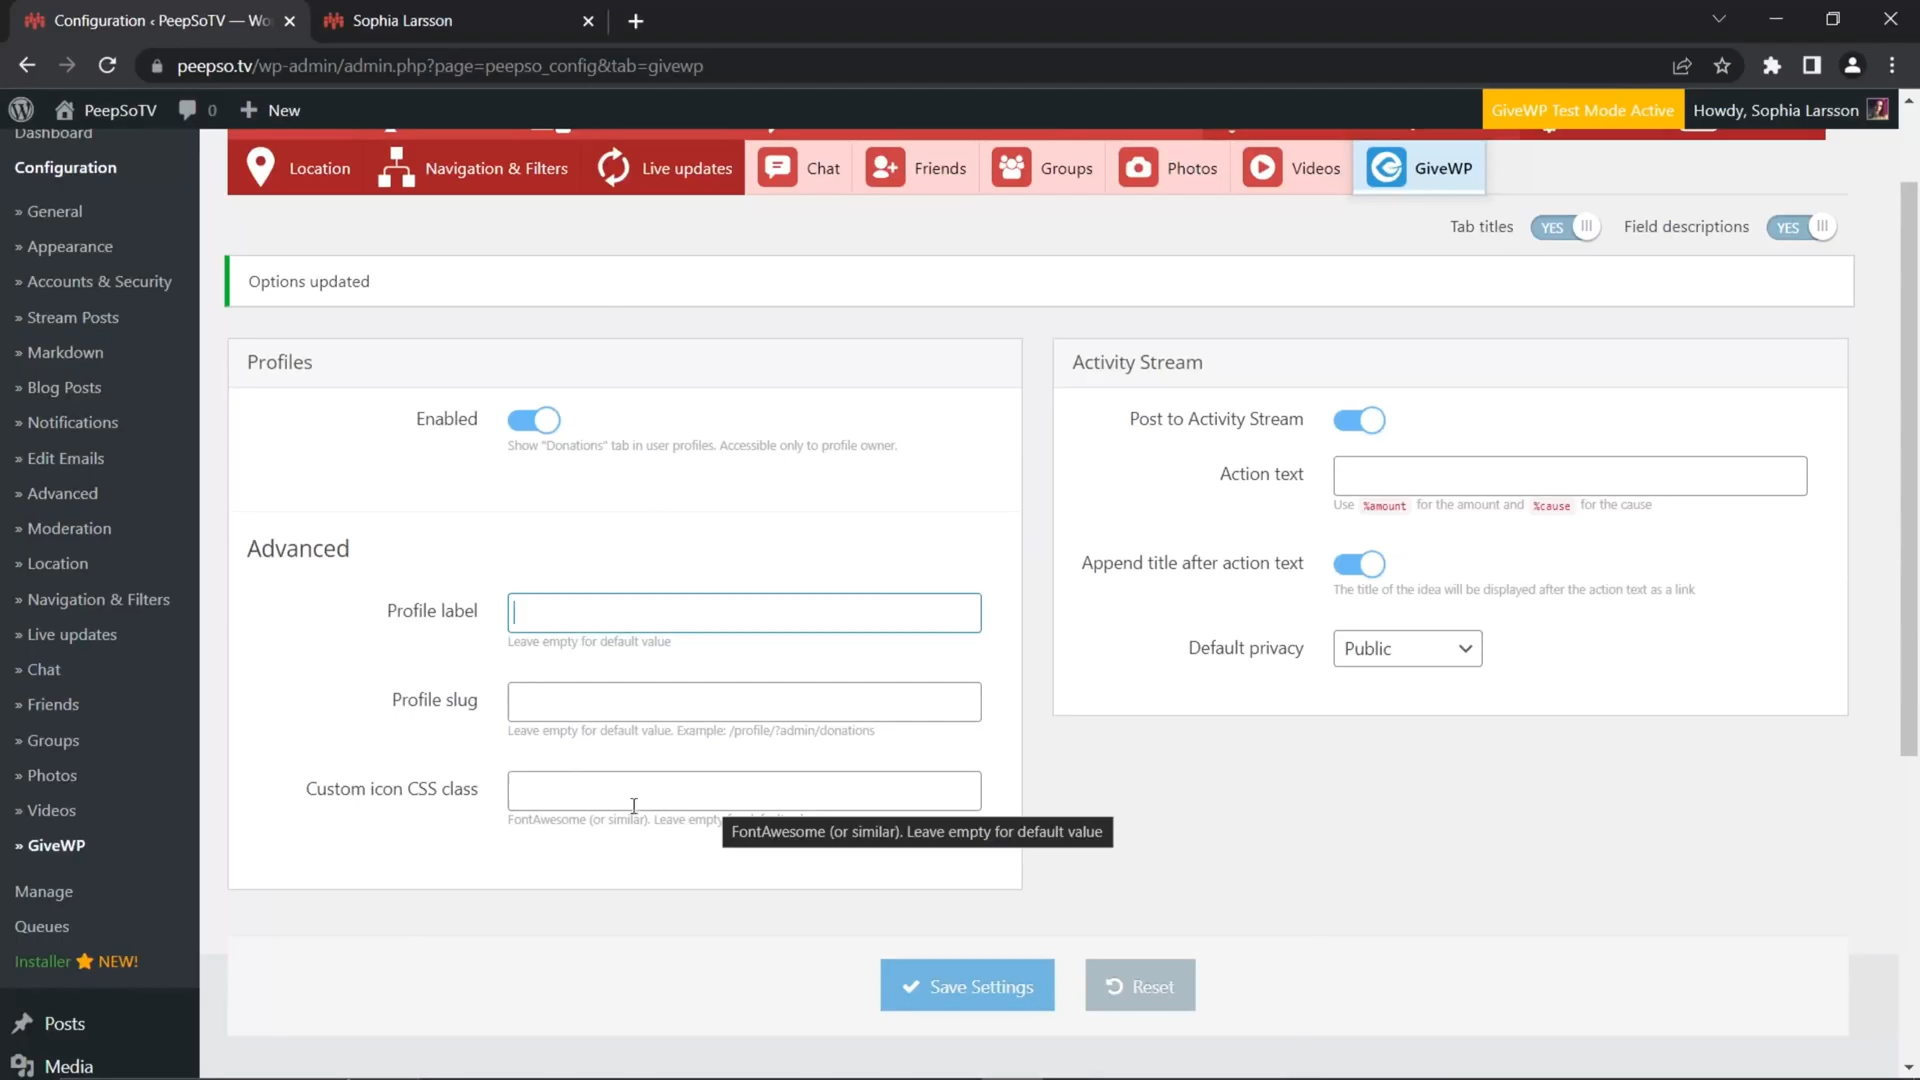 Configuration ‹ PeepSoTV — Wo
Sophia Larsson
peepso.tv/wp-admin/admin.php?page=peepso_config&tab=givewp
PeepSoTV
0
New
GiveWP Test Mode Active
Howdy, Sophia Larsson
Dashboard
Configuration
» General
» Appearance
» Accounts & Security
» Stream Posts
» Markdown
» Blog Posts
» Notifications
» Edit Emails
» Advanced
» Moderation
» Location
» Navigation & Filters
» Live updates
» Chat
» Friends
» Groups
» Photos
» Videos
» GiveWP
Manage
Queues
Installer NEW!
Posts
Media
Location
Navigation & Filters
Live updates
Chat
Friends
Groups
Photos
Videos
GiveWP
Tab titles YES
Field descriptions YES
Options updated
Profiles
Enabled
Show "Donations" tab in user profiles. Accessible only to profile owner.
Advanced
Profile label
Leave empty for default value
Profile slug
Leave empty for default value. Example: /profile/?admin/donations
Custom icon CSS class
FontAwesome (or similar). Leave empty
FontAwesome (or similar). Leave empty for default value
Activity Stream
Post to Activity Stream
Action text
Use %amount for the amount and %cause for the cause
Append title after action text
The title of the idea will be displayed after the action text as a link
Default privacy
Public
Save Settings
Reset